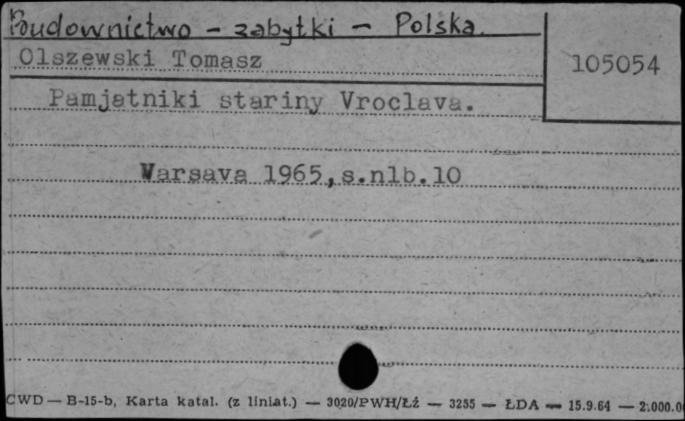 Budownictwo - zabytki - Polska.
Olszewski Tomasz
105054
Pamjatniki stariny Vroclava.
Warsava 1965,s.nlb.10
CWD — B-15-b, Karta katal. (z liniat.) — 3020/PWH/Łź — 3255 — ŁDA — 15.9.64 — 2.000.0